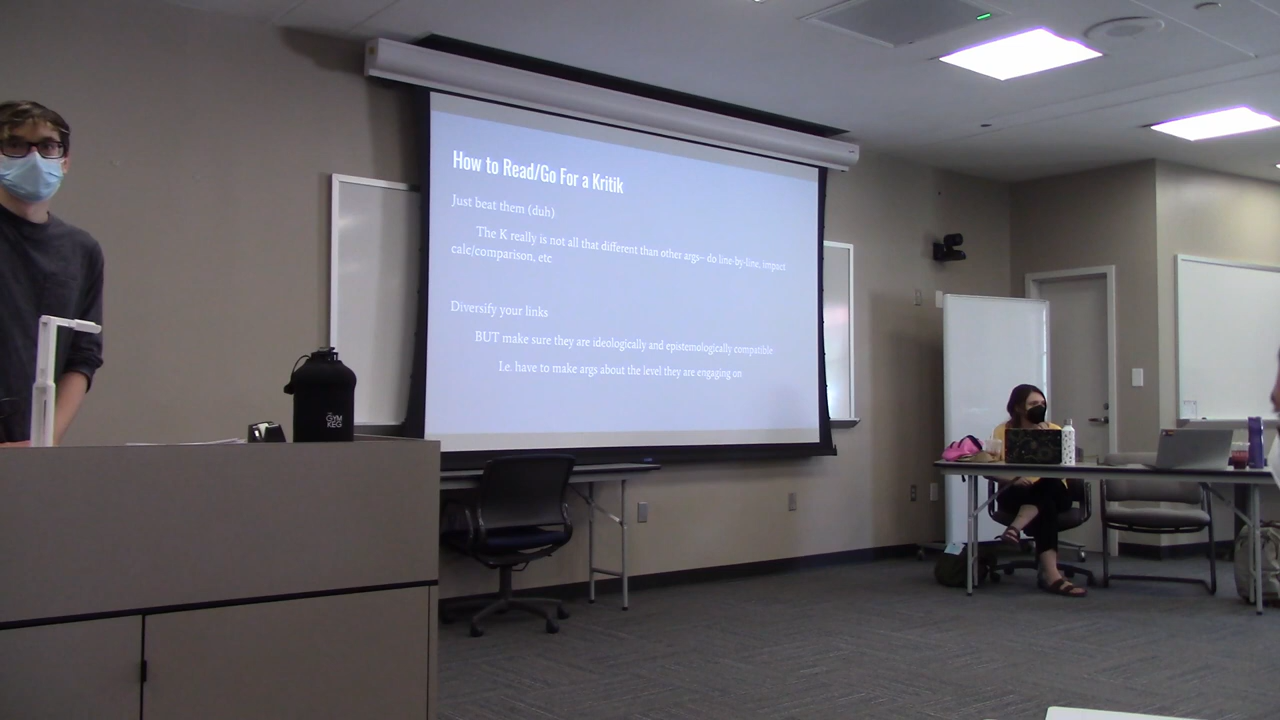 How to Read/Go For a Kritik
Just beat them (duh)
The K really is not all that different than other args– do line-by-line, impact
calc/comparison, etc
Diversify your links
BUT make sure they are ideologically and epistemologically compatible
I.e. have to make args about the level they are engaging on
GYM
KEG